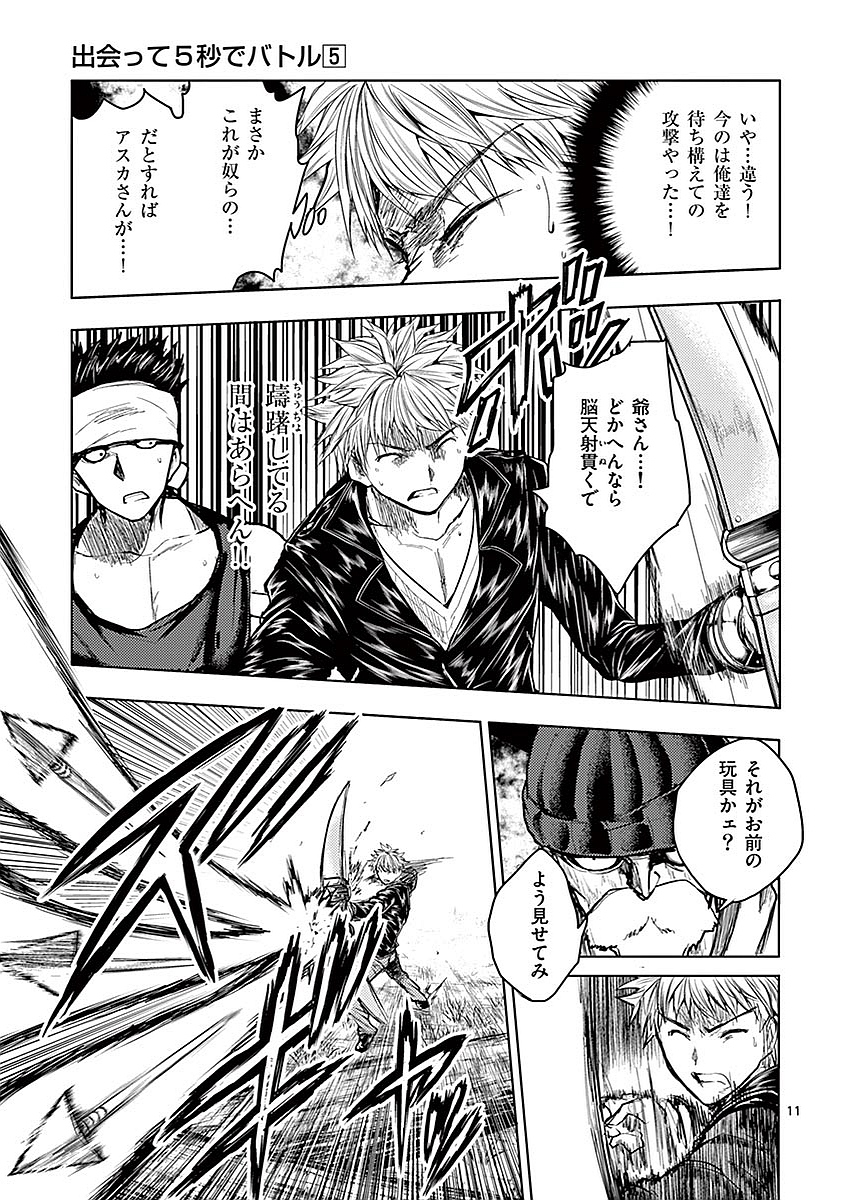 出会って5秒でバトル5
いや…違う!
今のは俺達を
待ち構えての
攻撃やった…!
まさか
これが奴らの…
だとすれば
アスカさんが…!
爺さん…!
どかへんなら
脳天射貫くで
躊躇してる
間はあらへん!!
それがお前の
玩具かェ?
よう見せてみ
11